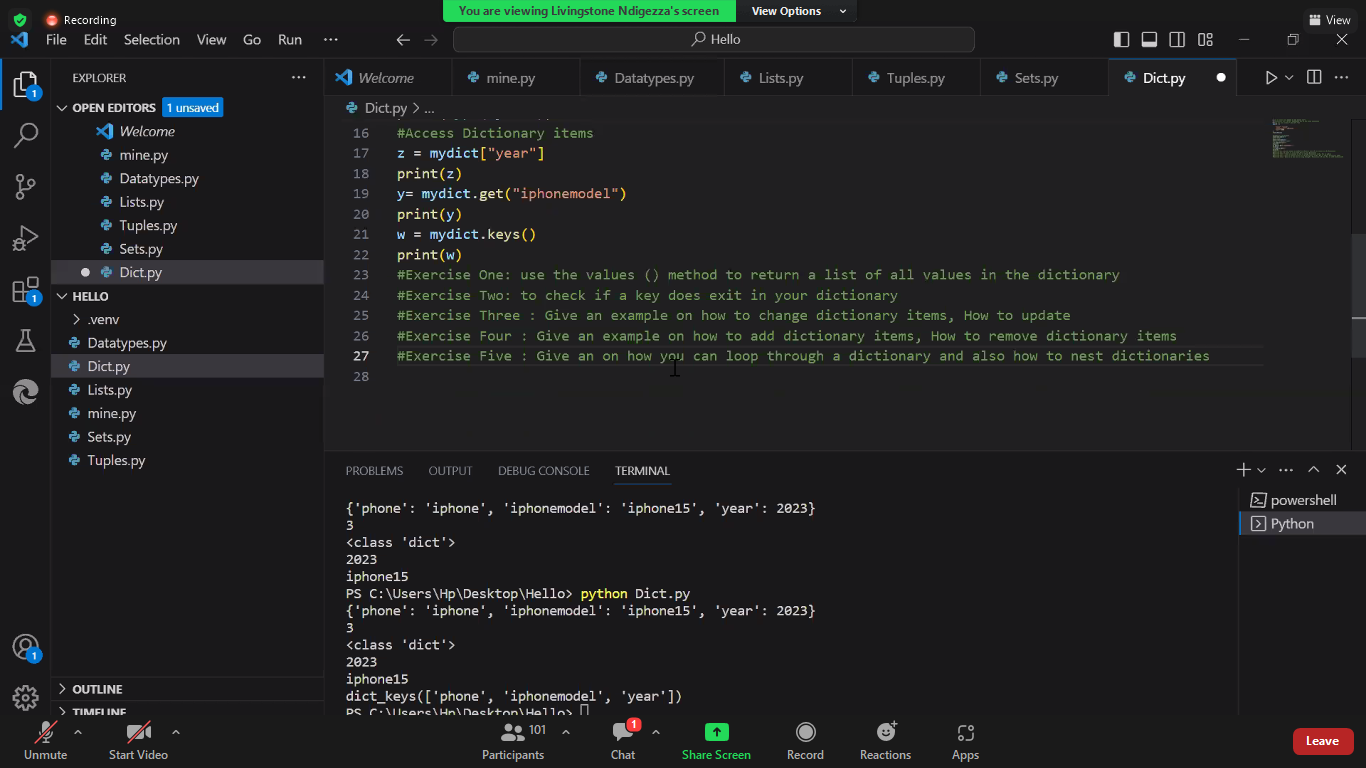 Recording
You are viewing Livingstone Ndigezza's screen
View Options
View
File Edit Selection View Go Run ...
Hello
EXPLORER
OPEN EDITORS 1 unsaved
Welcome
mine.py
Datatypes.py
Lists.py
Tuples.py
Sets.py
Dict.py
HELLO
.venv
Datatypes.py
Dict.py
Lists.py
mine.py
Sets.py
Tuples.py
OUTLINE
TIMELINE
1
1
1
Welcome mine.py Datatypes.py Lists.py Tuples.py Sets.py Dict.py
Dict.py > ...
16 #Access Dictionary items
17 z = mydict["year"]
18 print(z)
19 y= mydict.get("iphonemodel")
20 print(y)
21 w = mydict.keys()
22 print(w)
23 #Exercise One: use the values () method to return a list of all values in the dictionary
24 #Exercise Two: to check if a key does exit in your dictionary
25 #Exercise Three : Give an example on how to change dictionary items, How to update
26 #Exercise Four : Give an example on how to add dictionary items, How to remove dictionary items
27 #Exercise Five : Give an on how you can loop through a dictionary and also how to nest dictionaries
28
PROBLEMS OUTPUT DEBUG CONSOLE TERMINAL
{'phone': 'iphone', 'iphonemodel': 'iphone15', 'year': 2023}
3
<class 'dict'>
2023
iphone15
PS C:\Users\Hp\Desktop\Hello> python Dict.py
{'phone': 'iphone', 'iphonemodel': 'iphone15', 'year': 2023}
3
<class 'dict'>
2023
iphone15
dict_keys(['phone', 'iphonemodel', 'year'])
PS C:\Users\Hp\Desktop\Hello>
powershell
Python
Unmute
Start Video
101
Participants
1
Chat
Share Screen
Record
Reactions
Apps
Leave